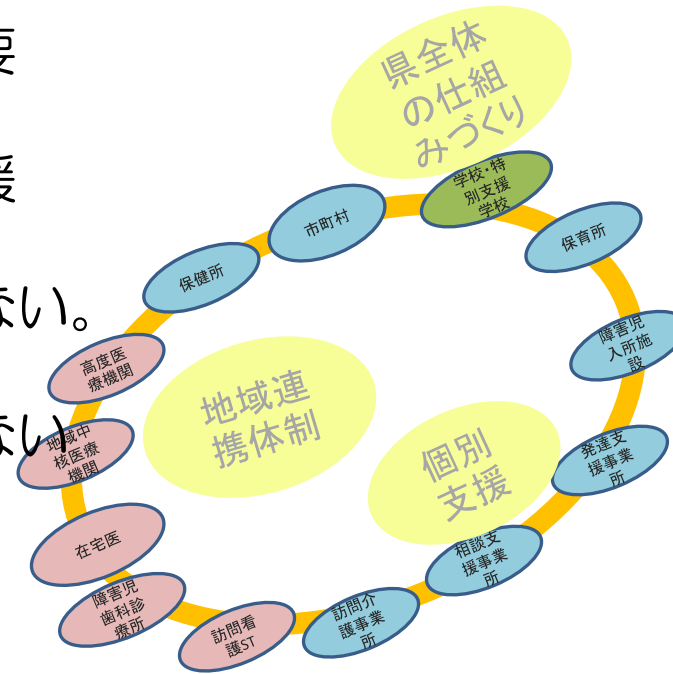 要
援
ない。
ない
県全体
の仕組
みづくり
学校・特
別支援
学校
市町村
保育所
保健所
障害児
入所施
設
高度医
療機関
地域連
携体制
個別
支援
地域中
核医療
機関
発達支
援事業
所
在宅医
相談支
援事業
所
障害児
歯科診
療所
訪問介
護事業
所
訪問看
護ST